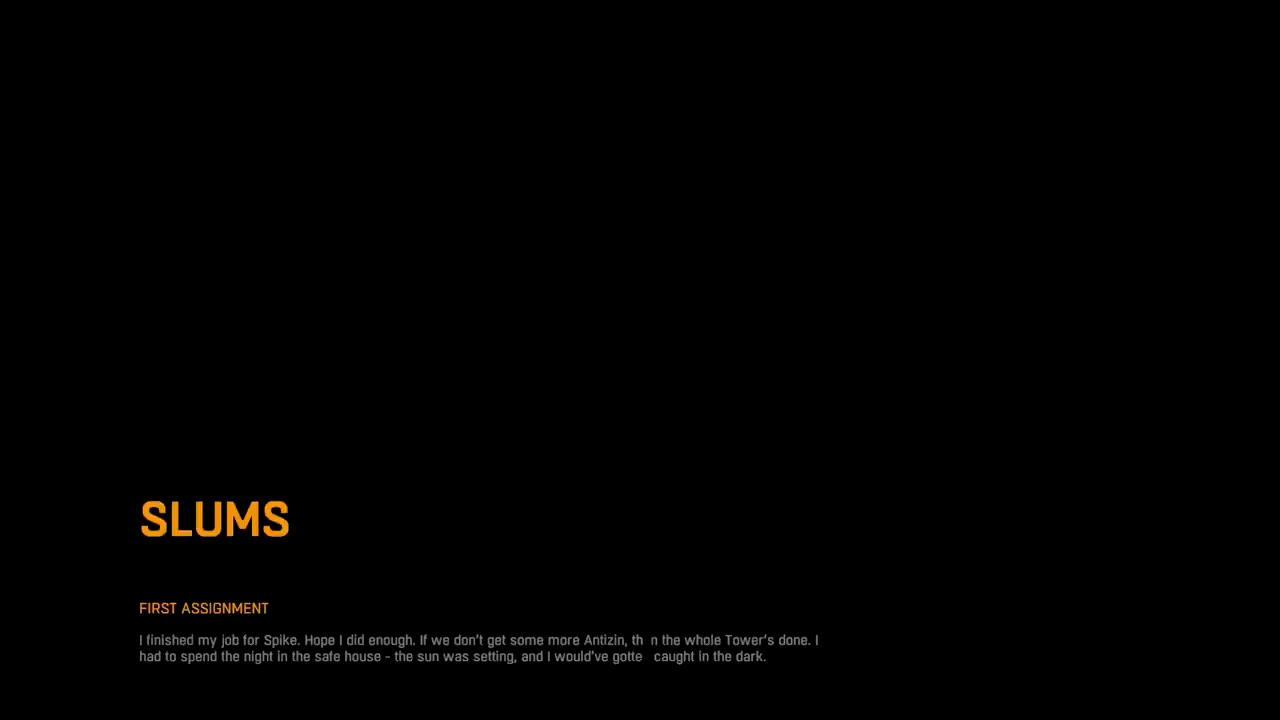 SLUMS
FIRST ASSIGNMENT
I finished my job for Spike. Hope I did enough. If we don't get some more Antizin, th n the whole Tower's done. I
had to spend the night in the safe house - the sun was setting, and I would've gotte caught in the dark.